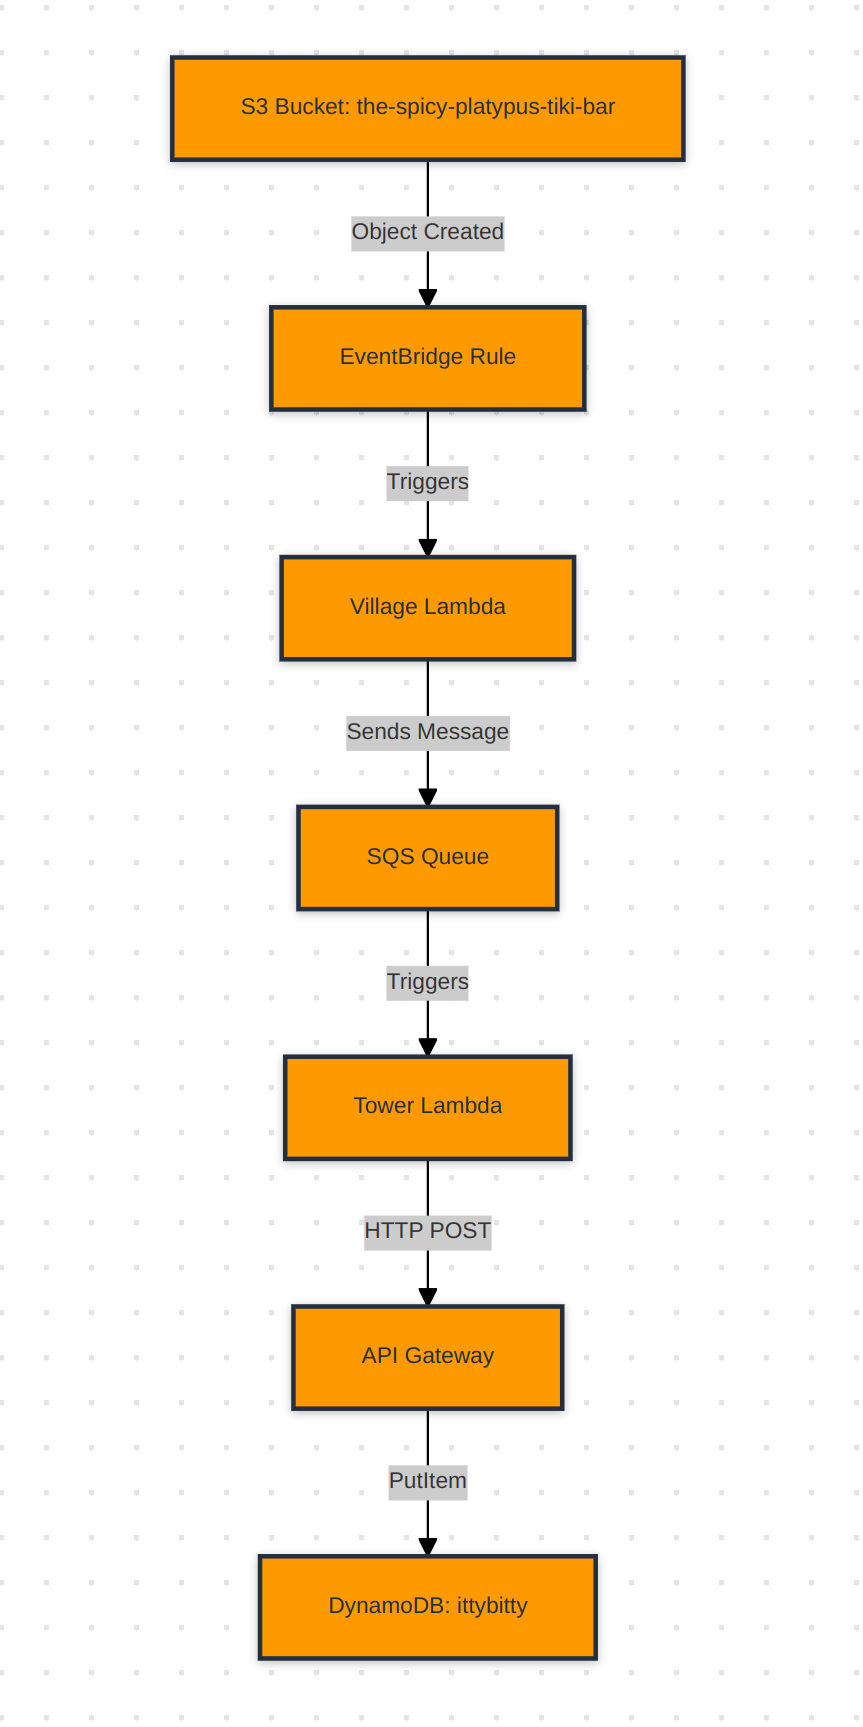 S3 Bucket: the-spicy-platypus-tiki-bar
Object Created
EventBridge Rule
Triggers
Village Lambda
Sends Message
SQS Queue
Triggers
Tower Lambda
HTTP POST
API Gateway
PutItem
DynamoDB: ittybitty